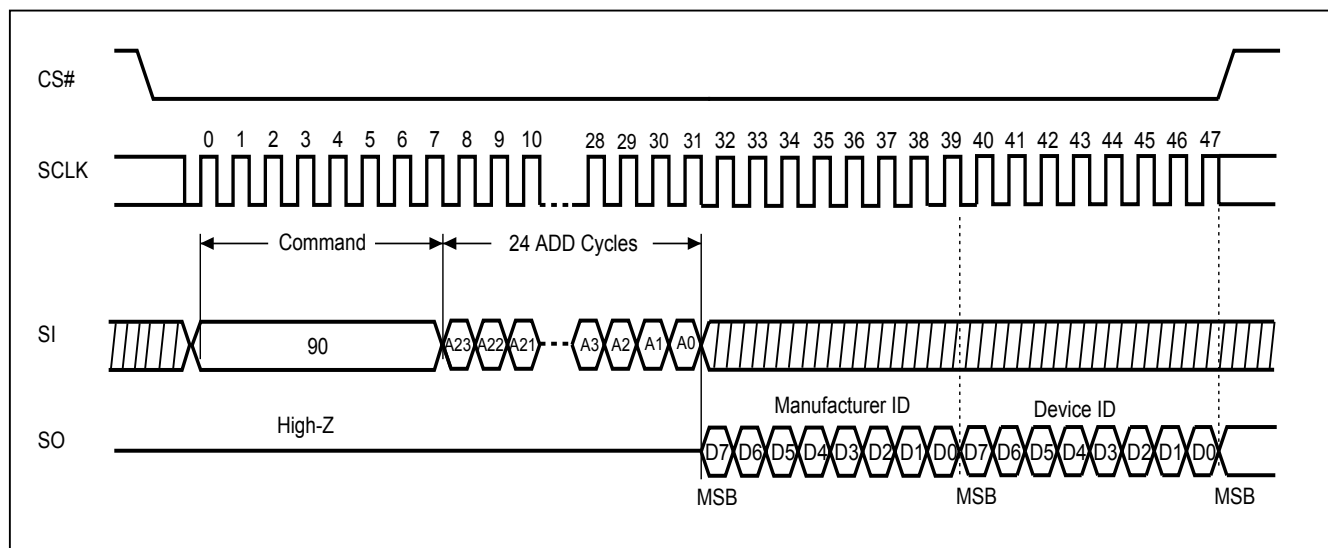 CS#
0 1 2 3 4 5 6 7 8 9 10 28 29 30 31 32 33 34 35 36 37 38 39 40 41 42 43 44 45 46 47
SCLK
Command 24 ADD Cycles
SI 90 A23 A22 A21 A3 A2 A1 A0
Manufacturer ID Device ID
High-Z
SO D7 D6 D5 D4 D3 D2 D1 D0 D7 D6 D5 D4 D3 D2 D1 D0
MSB MSB MSB